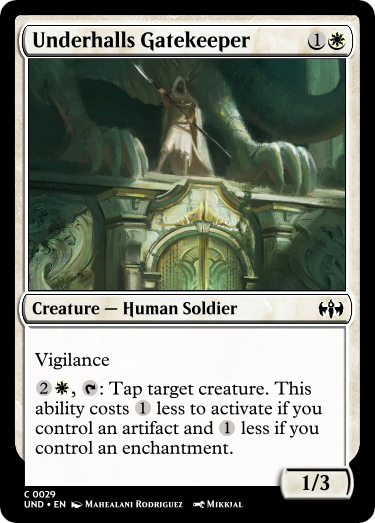 Underhalls Gatekeeper 1
Creature — Human Soldier
Vigilance
2, : Tap target creature. This
ability costs 1 less to activate if you
control an artifact and 1 less if you
control an enchantment.
1/3
C 0029
UND • EN Mahealani Rodriguez Mikkial